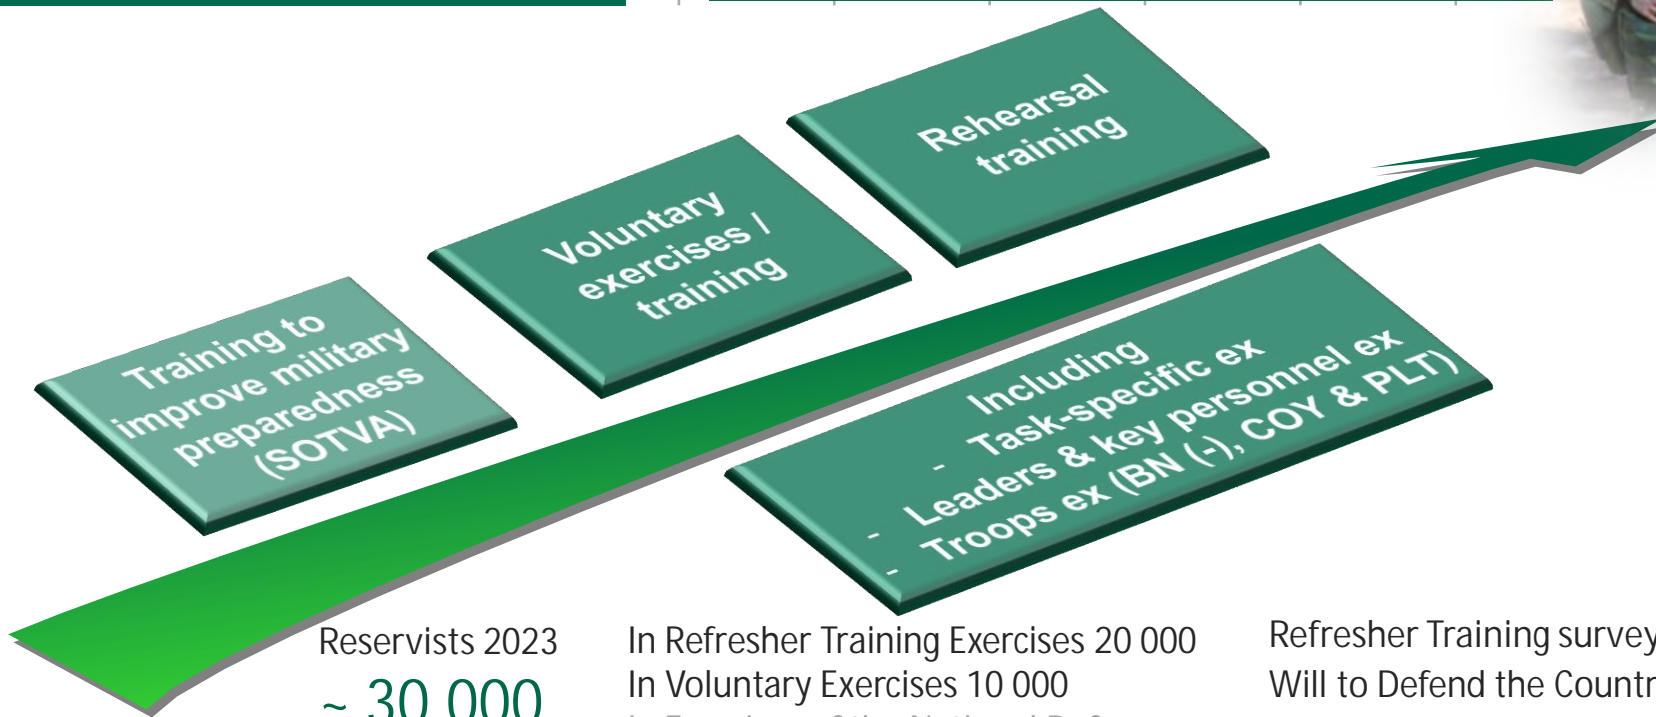 Rehearsal
training
Voluntary
exercises /
training
Training to
improve military
preparedness
(SOTVA)
Including
- Task-specific ex
- Leaders & key personnel ex
- Troops ex (BN (-), COY & PLT)
Reservists 2023
~ 30 000
In Refresher Training Exercises 20 000
In Voluntary Exercises 10 000
Refresher Training survey
Will to Defend the Countr